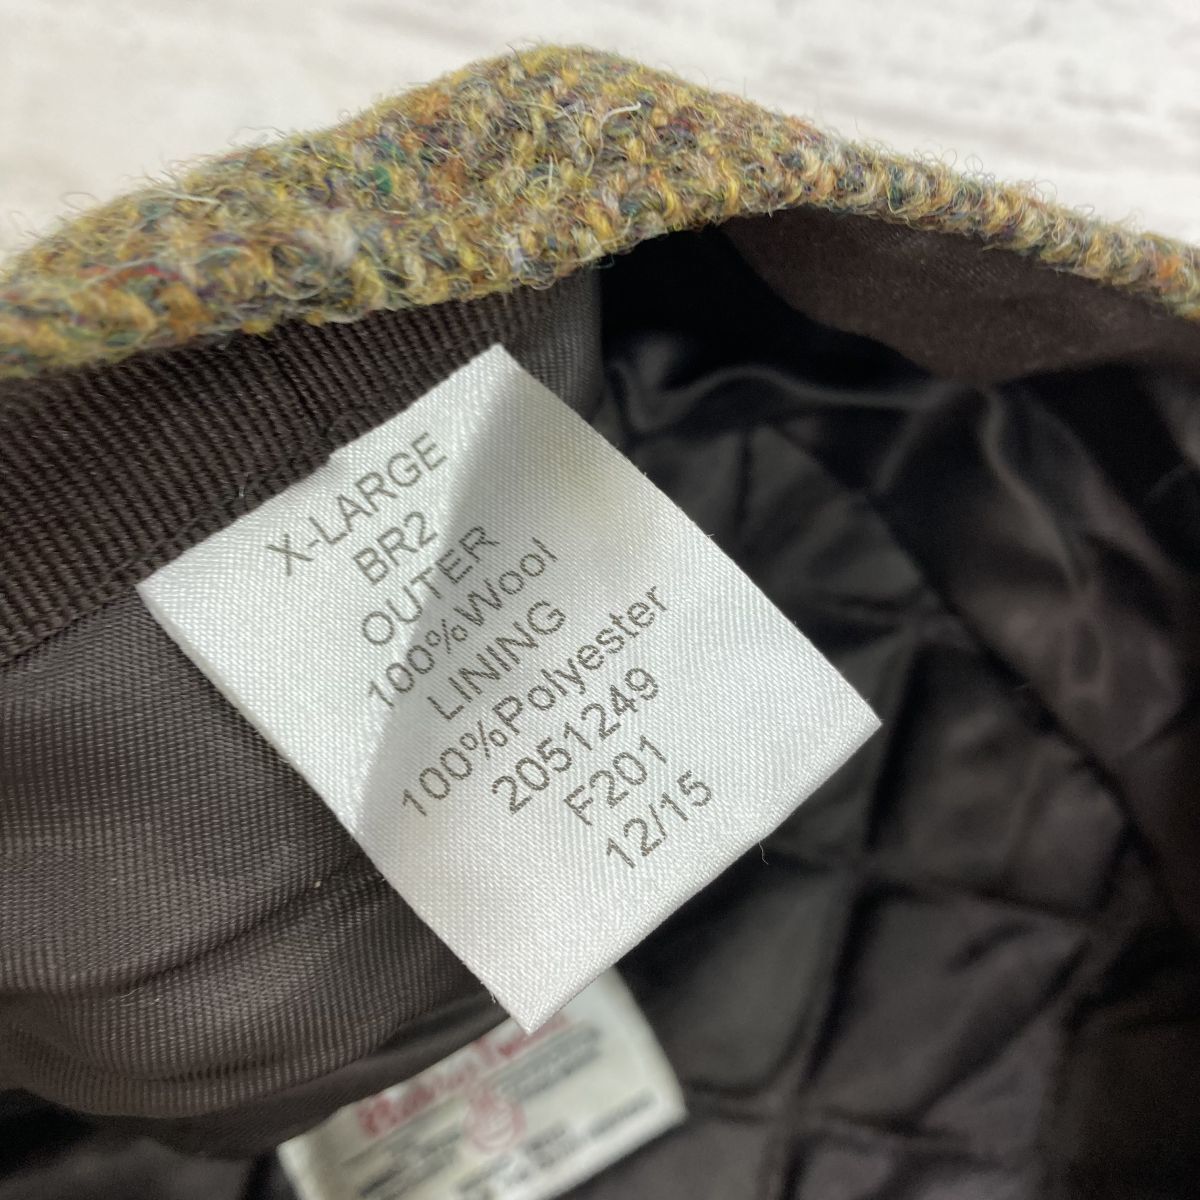 X-LARGE
BR2
OUTER
100%Wool
LINING
100%Polyester
2051249
F201
12/15